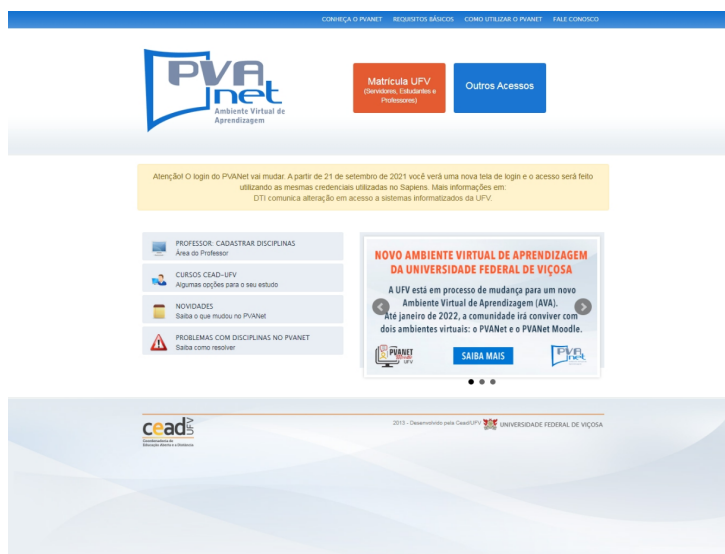 CONHEÇA O PVANET REQUISITOS BÁSICOS COMO UTILIZAR O PVANET FALE CONOSCO
PVA
net
Ambiente Virtual de
Aprendizagem
Matrícula UFV
(Servidores, Estudantes e
Professores)
Outros Acessos
Atenção! O login do PVANet vai mudar. A partir de 21 de setembro de 2021 você verá uma nova tela de login e o acesso será feito
utilizando as mesmas credenciais utilizadas no Sapiens. Mais informações em:
DTI comunica alteração em acesso a sistemas informatizados da UFV.
PROFESSOR: CADASTRAR DISCIPLINAS
Área do Professor
CURSOS CEAD-UFV
Algumas opções para o seu estudo
NOVIDADES
Saiba o que mudou no PVANet
PROBLEMAS COM DISCIPLINAS NO PVANET
Saiba como resolver
NOVO AMBIENTE VIRTUAL DE APRENDIZAGEM
DA UNIVERSIDADE FEDERAL DE VIÇOSA
A UFV está em processo de mudança para um novo
Ambiente Virtual de Aprendizagem (AVA).
Até janeiro de 2022, a comunidade irá conviver com
dois ambientes virtuais: o PVANet e o PVANet Moodle.
PVANET
Moodle
UFV
SAIBA MAIS
PVA
net
cead UFV
Coordenadoria de
Educação Aberta e a Distância
2013 - Desenvolvido pela Cead/UFV UNIVERSIDADE FEDERAL DE VIÇOSA